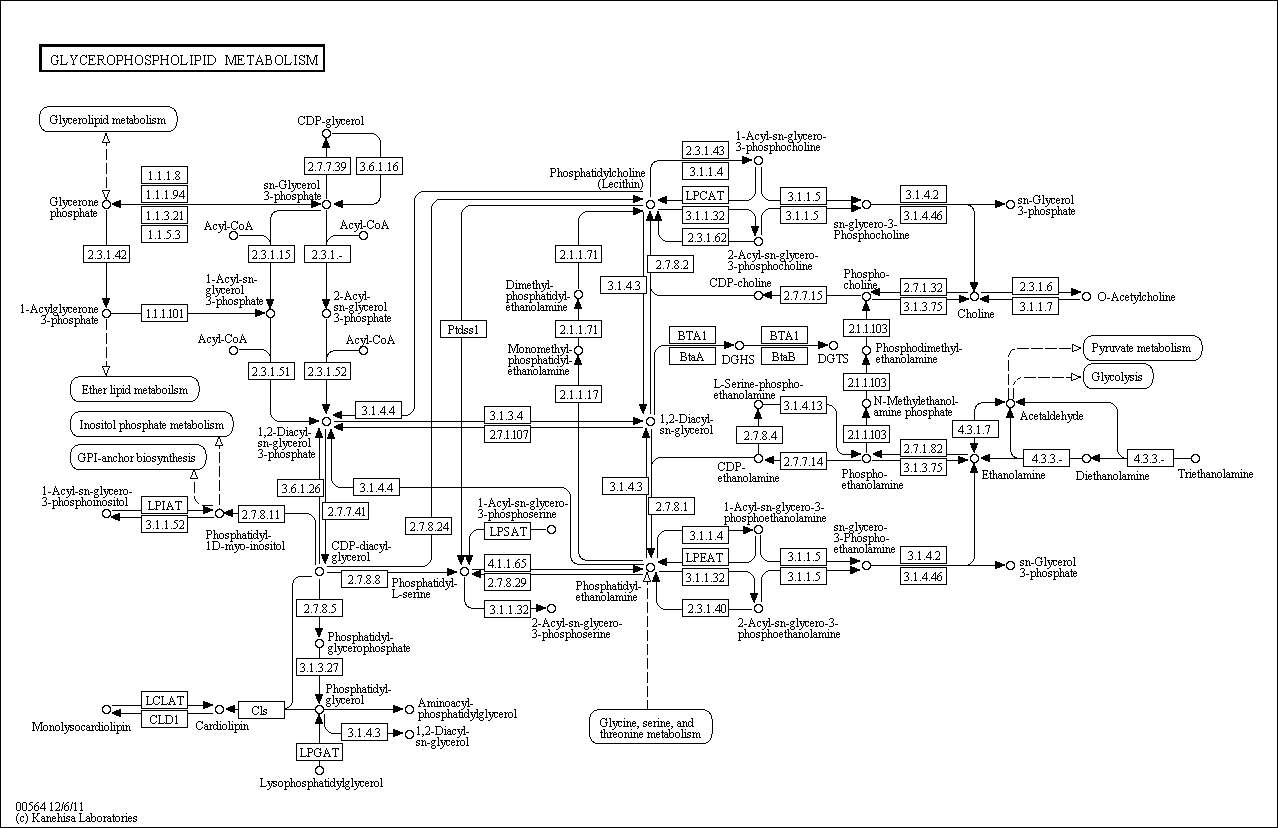 GLYCEROPHOSPHOLIPID METABOLISM
Glycerolipid metabolism
CDP-glycerol
2.7.7.39
3.6.1.16
sn-Glycerol
3-phosphate
1.1.1.8
1.1.1.94
1.1.3.21
1.1.5.3
Glycerone
phosphate
Acyl-CoA
Acyl-CoA
2.3.1.42
2.3.1.15
2.3.1.-
1-Acyl-sn-
glycerol
3-phosphate
2-Acyl-
sn-glycerol
3-phosphate
1-Acylglycerone
3-phosphate
1.1.1.101
Acyl-CoA
Acyl-CoA
2.3.1.51
2.3.1.52
Ether lipid metaboilsm
Inositol phosphate metabolism
GPI-anchor biosynthesis
1,2-Diacyl-
sn-glycerol
3-phosphate
3.1.4.4
3.1.3.4
2.7.1.107
1,2-Diacyl-
sn-glycerol
1-Acyl-sn-glycero-
3-phosphoinositol
LPIAT
3.1.1.52
Phosphatidyl-
1D-myo-inositol
2.7.8.11
3.6.1.26
2.7.7.41
3.1.4.4
2.7.8.24
CDP-diacyl-
glycerol
2.7.8.8
Phosphatidyl-
L-serine
1-Acyl-sn-glycero-
3-phosphoserine
LPSAT
4.1.1.65
2.7.8.29
3.1.1.32
2-Acyl-sn-glycero-
3-phosphoserine
Phosphatidyl-
ethanolamine
2.7.8.5
Phosphatidyl-
glycerophosphate
3.1.3.27
Phosphatidyl-
glycerol
Monolysocardiolipin
LCLAT
CLD1
Cardiolipin
Cls
Aminoacyl-
phosphatidylglycerol
3.1.4.3
1,2-Diacyl-
sn-glycerol
LPGAT
Lysophosphatidylglycerol
Glycine, serine, and
threonine metabolism
Phosphatidylcholine
(Lecithin)
Ptdss1
2.1.1.71
Dimethyl-
phosphatidyl-
ethanolamine
2.1.1.71
Monomethyl-
phosphatidyl-
ethanolamine
2.1.1.17
3.1.4.3
2.7.8.2
2.3.1.43
3.1.1.4
LPCAT
3.1.1.32
2.3.1.62
1-Acyl-sn-glycero-
3-phosphocholine
2-Acyl-sn-glycero-
3-phosphocholine
3.1.1.5
3.1.1.5
sn-glycero-3-
Phosphocholine
3.1.4.2
3.1.4.46
sn-Glycerol
3-phosphate
CDP-choline
2.7.7.15
Phospho-
choline
2.7.1.32
3.1.3.75
Choline
2.3.1.6
3.1.1.7
O-Acetylcholine
BTA1
BtaA
DGHS
BTA1
BtaB
DGTS
2.1.1.103
Phosphodimethyl-
ethanolamine
2.1.1.103
N-Methylethanol-
amine phosphate
2.1.1.103
L-Serine-phospho-
ethanolamine
3.1.4.13
2.7.8.4
CDP-
ethanolamine
2.7.7.14
Phospho-
ethanolamine
2.7.1.82
3.1.3.75
Pyruvate metabolism
Glycolysis
Acetaldehyde
4.3.1.7
Ethanolamine
4.3.3.-
Diethanolamine
4.3.3.-
Triethanolamine
3.1.4.3
2.7.8.1
1-Acyl-sn-glycero-3-
phosphoethanolamine
3.1.1.4
LPEAT
3.1.1.32
2.3.1.40
2-Acyl-sn-glycero-3-
phosphoethanolamine
3.1.1.5
3.1.1.5
sn-glycero-
3-Phospho-
ethanolamine
3.1.4.2
3.1.4.46
sn-Glycerol
3-phosphate
00564 12/6/11
(c) Kanehisa Laboratories